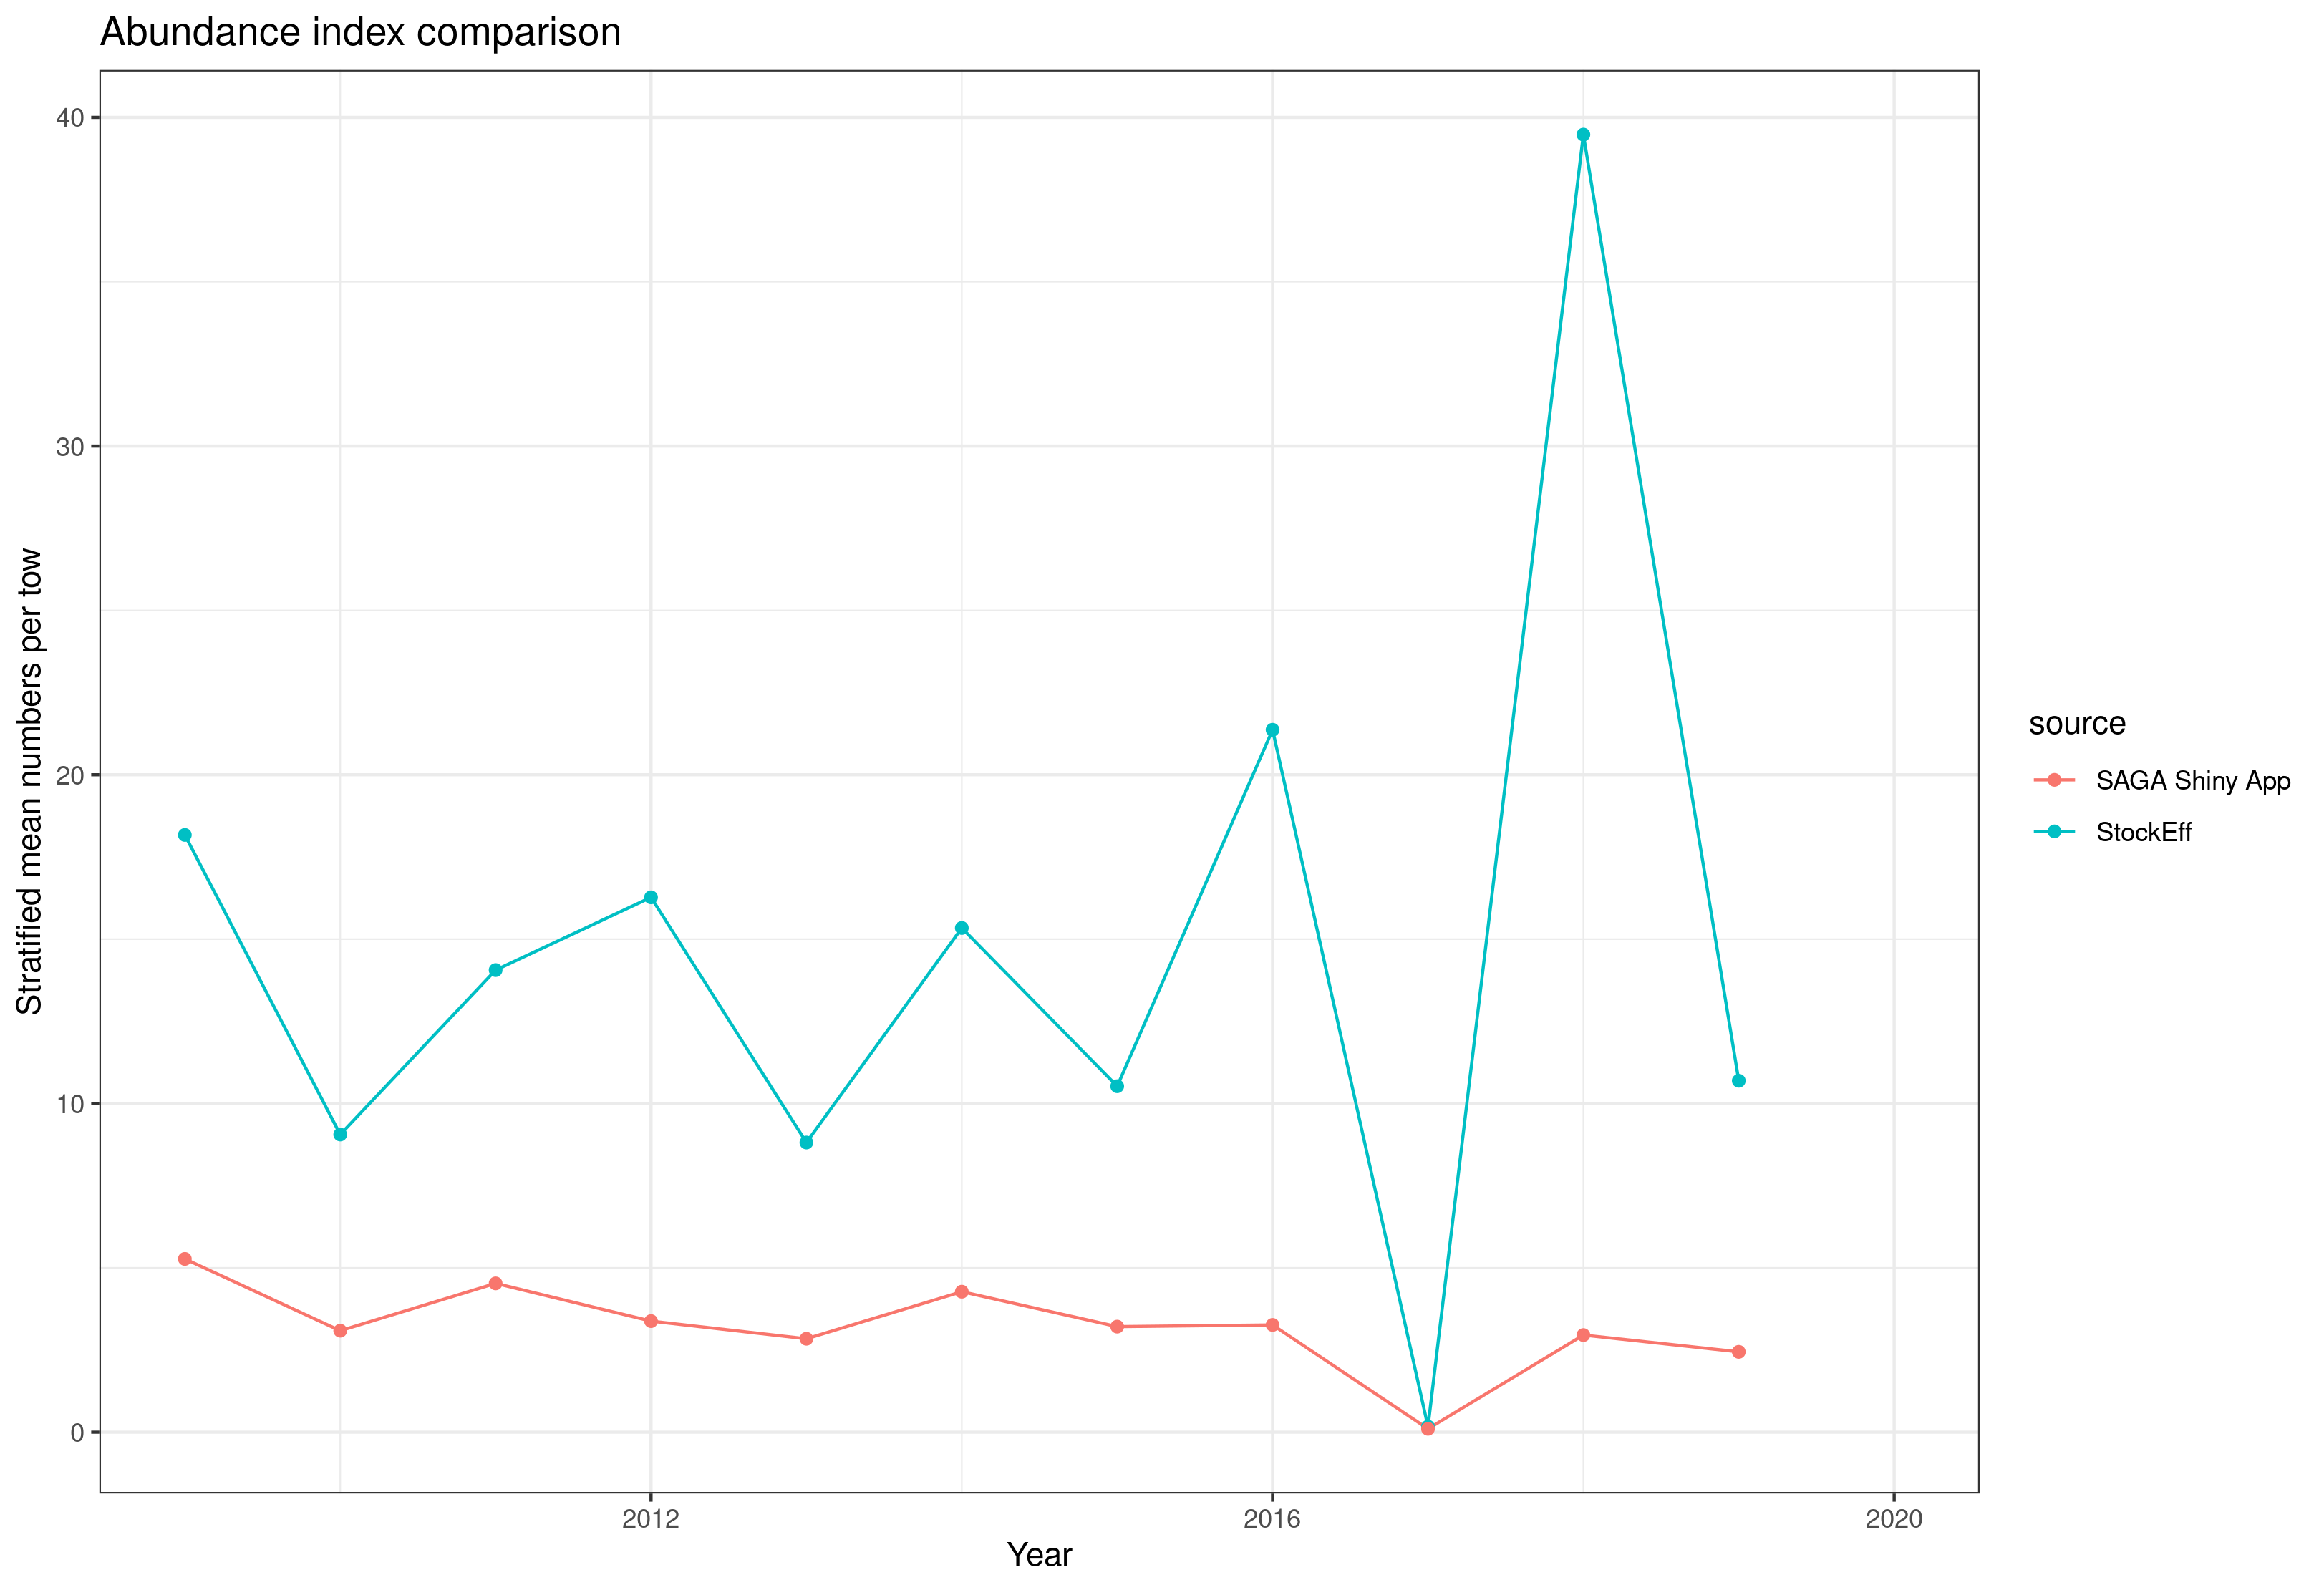 Abundance index comparison
Stratified mean numbers per tow
40
30
20
10
0
2012
2016
2020
Year
source
SAGA Shiny App
StockEff